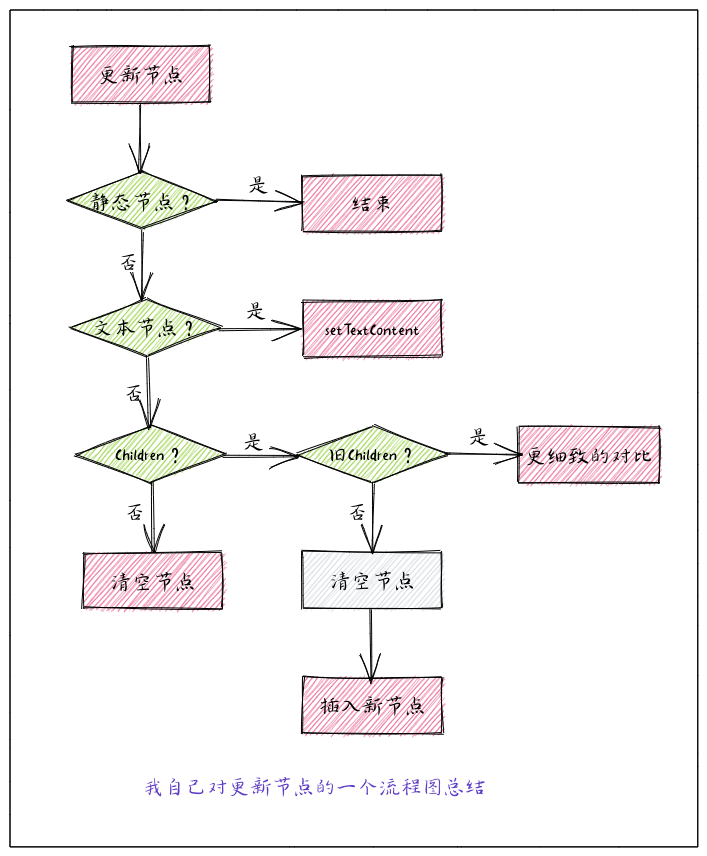 更新节点
静态节点？
是
结束
否
文本节点？
是
setTextContent
否
Children？
是
旧Children？
是
更细致的对比
否
否
清空节点
清空节点
插入新节点
我自己对更新节点的一个流程图总结